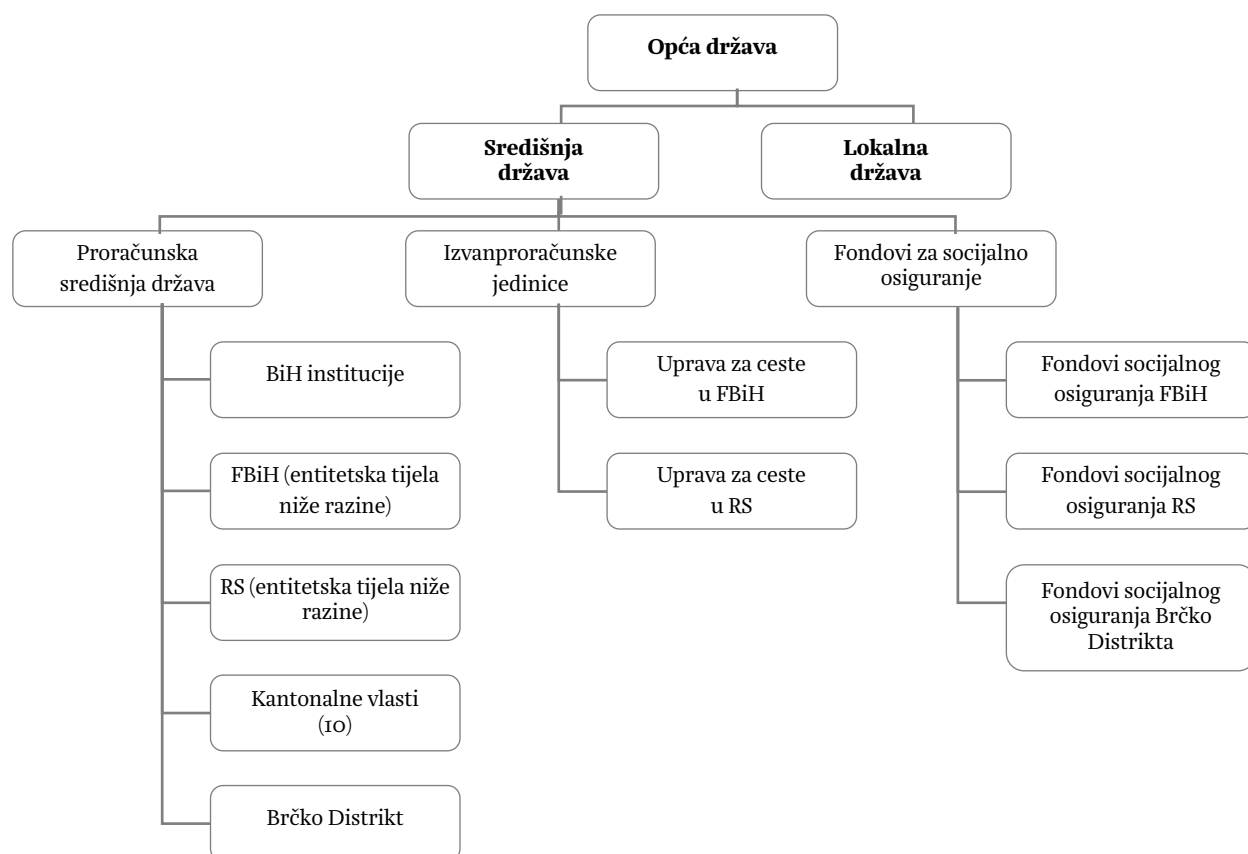 Opća država
Središnja
država
Lokalna
država
Proračunska
središnja država
Izvanproračunske
jedinice
Fondovi za socijalno
osiguranje
BiH institucije
Uprava za ceste
u FBiH
Fondovi socijalnog
osiguranja FBiH
FBiH (entitetska tijela
niže razine)
Uprava za ceste
u RS
Fondovi socijalnog
osiguranja RS
RS (entitetska tijela niže
razine)
Fondovi socijalnog
osiguranja Brčko
Distrikta
Kantonalne vlasti
(10)
Brčko Distrikt